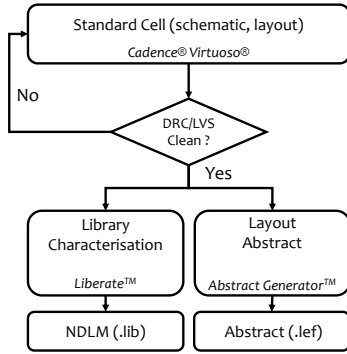 Standard Cell (schematic, layout)
Cadence® Virtuoso®
No
DRC/LVS
Clean ?
Yes
Library
Characterisation
Liberate™
Layout
Abstract
Abstract Generator™
NDLM (.lib)
Abstract (.lef)